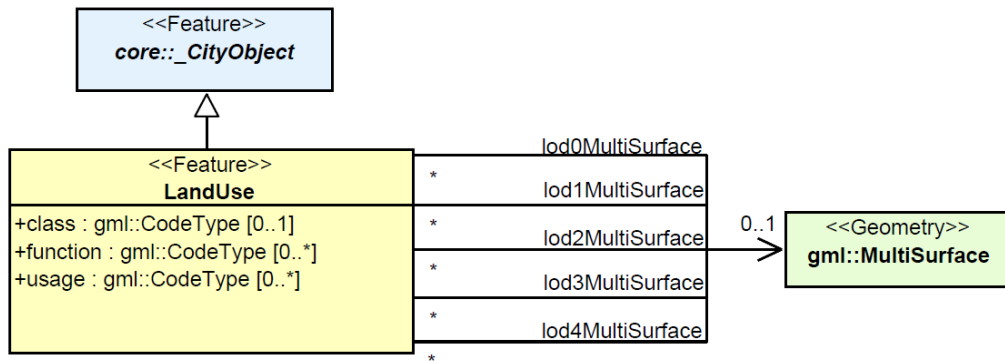 <<Feature>>
core::_CityObject
<<Feature>>
LandUse
+class : gml::CodeType [0..1]
+function : gml::CodeType [0..*]
+usage : gml::CodeType [0..*]
lod0MultiSurface
*
lod1MultiSurface
*
lod2MultiSurface
*
lod3MultiSurface
*
lod4MultiSurface
*
0..1
<<Geometry>>
gml::MultiSurface